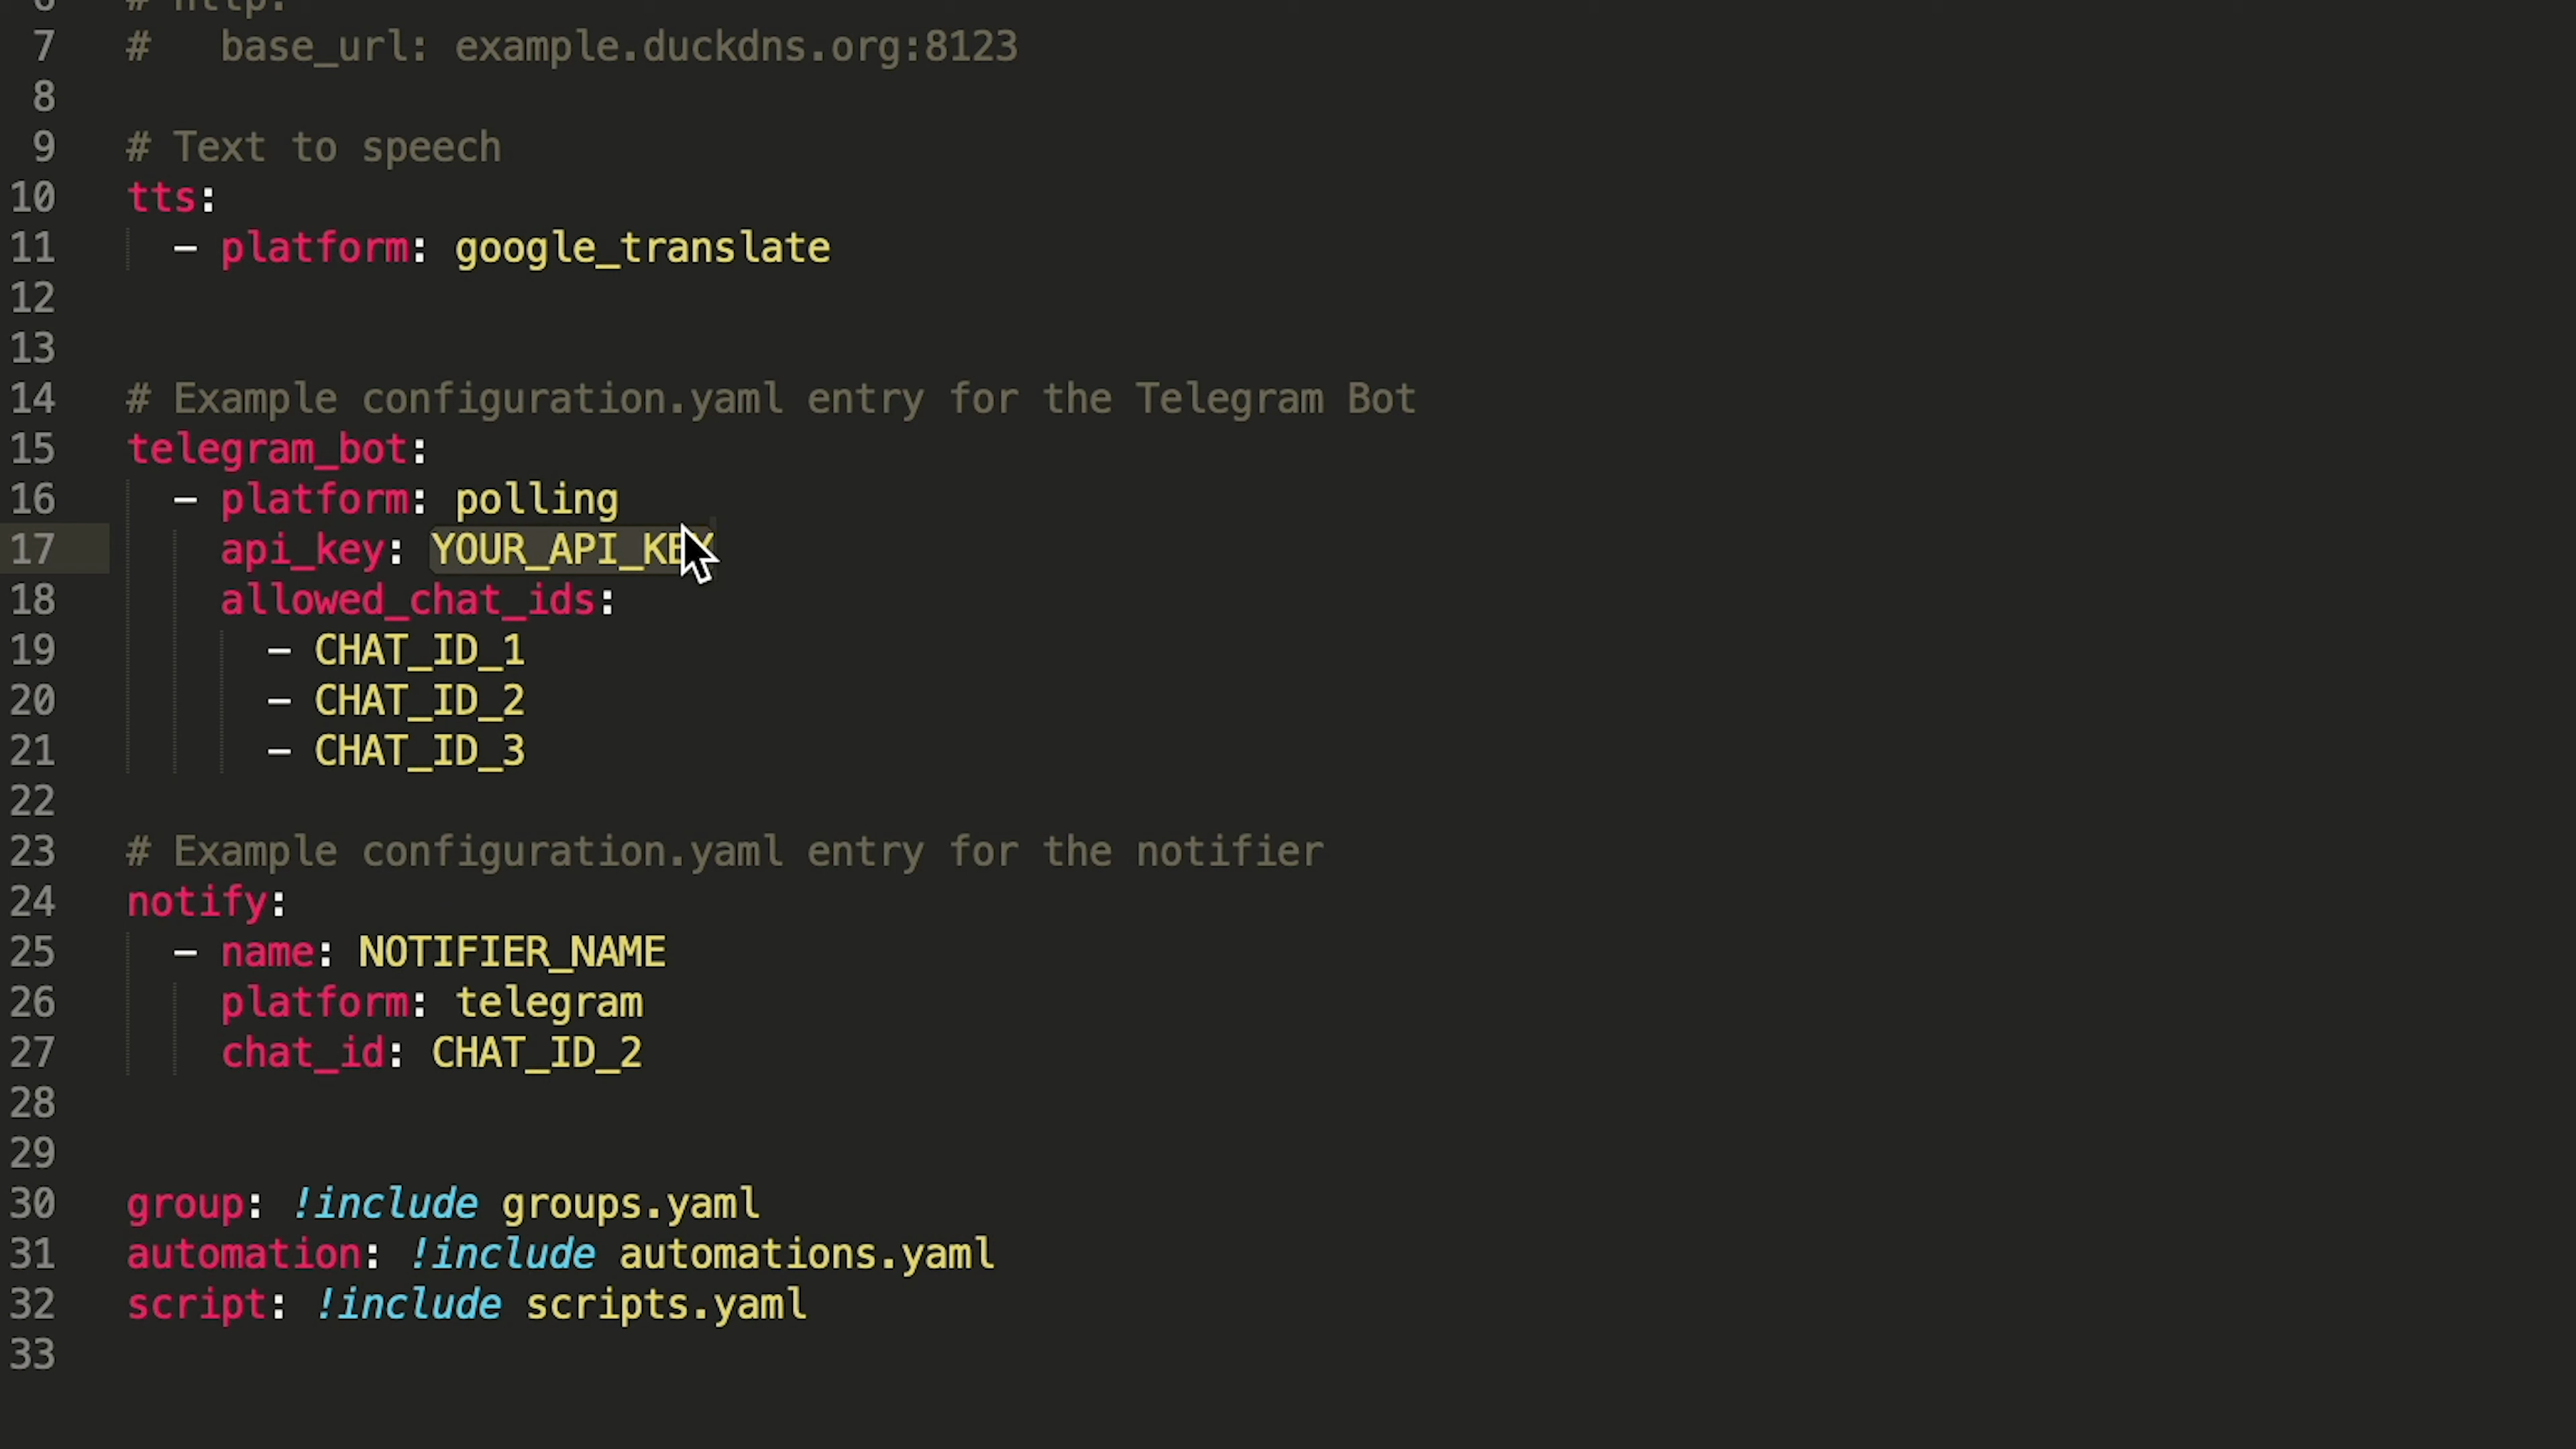 6 # http:
7 # base_url: example.duckdns.org:8123
8
9 # Text to speech
10 tts:
11 - platform: google_translate
12
13
14 # Example configuration.yaml entry for the Telegram Bot
15 telegram_bot:
16 - platform: polling
17 api_key: YOUR_API_KEY
18 allowed_chat_ids:
19 - CHAT_ID_1
20 - CHAT_ID_2
21 - CHAT_ID_3
22
23 # Example configuration.yaml entry for the notifier
24 notify:
25 - name: NOTIFIER_NAME
26 platform: telegram
27 chat_id: CHAT_ID_2
28
29
30 group: !include groups.yaml
31 automation: !include automations.yaml
32 script: !include scripts.yaml
33